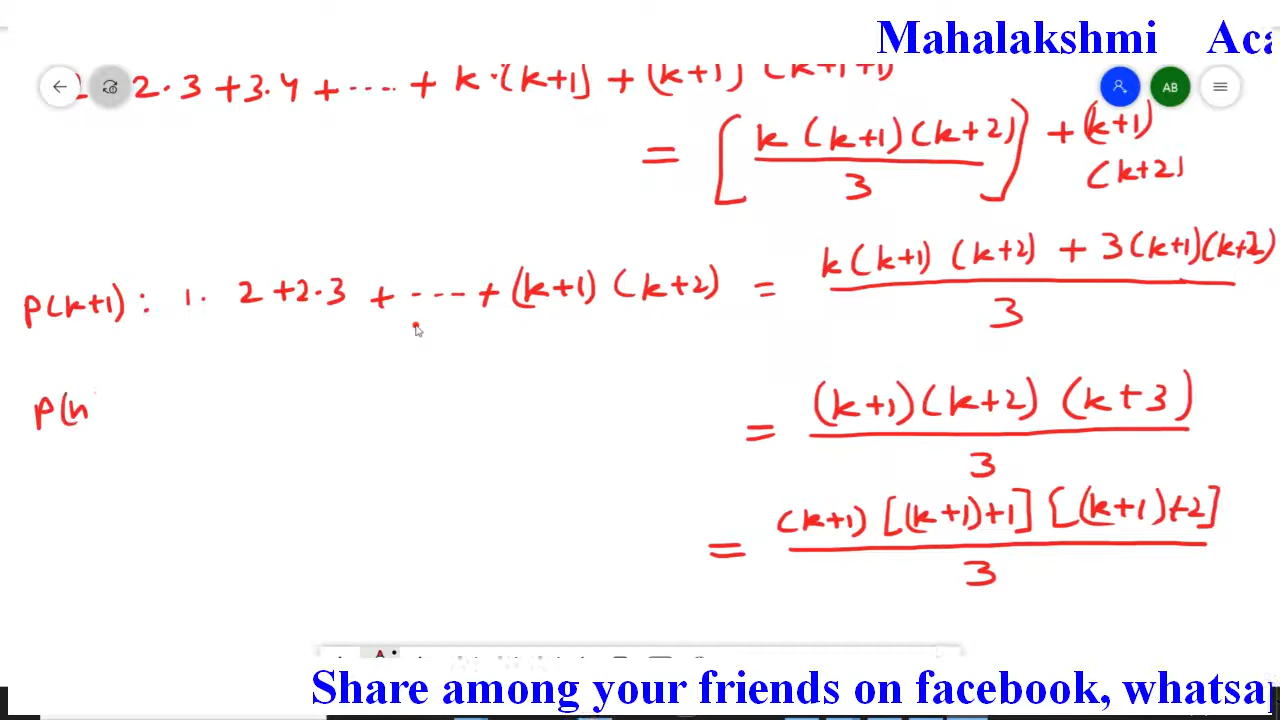 Mahalakshmi Aca
2 · 3 + 3.4 + .... + k · (k+1) + (k+1) (k+1+1)
AB
= [k (k+1) (k+2) / 3] + (k+1) (k+2)
P(k+1) : 1. 2 + 2·3 + ---- + (k+1) (k+2) = k(k+1) (k+2) + 3(k+1)(k+2) / 3
P(n
= (k+1)(k+2) (k+3) / 3
= (k+1) [(k+1)+1] [(k+1)+2] / 3
Share among your friends on facebook, whatsa